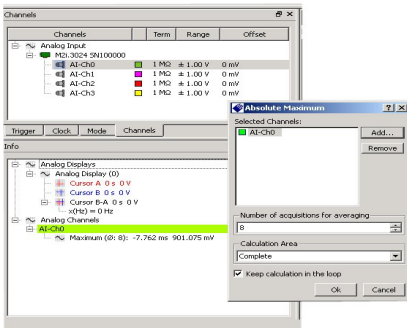 Channels
Channels Term Range Offset
Analog Input
M2i.3024 SN100000
AI-Ch0 1 MΩ ± 1.00 V 0 mV
AI-Ch1 1 MΩ ± 1.00 V 0 mV
AI-Ch2 1 MΩ ± 1.00 V 0 mV
AI-Ch3 1 MΩ ± 1.00 V 0 mV
Trigger Clock Mode Channels
Info
Analog Displays
Analog Display (0)
Cursor A 0 s 0 V
Cursor B 0 s 0 V
Cursor B-A 0 s 0 V
x(Hz) = 0 Hz
Analog Channels
AI-Ch0
Maximum (Ø: 8): -7.762 ms 901.075 mV
Absolute Maximum
Selected Channels:
AI-Ch0
Add...
Remove
Number of acquisitions for averaging
8
Calculation Area
Complete
Keep calculation in the loop
Ok Cancel